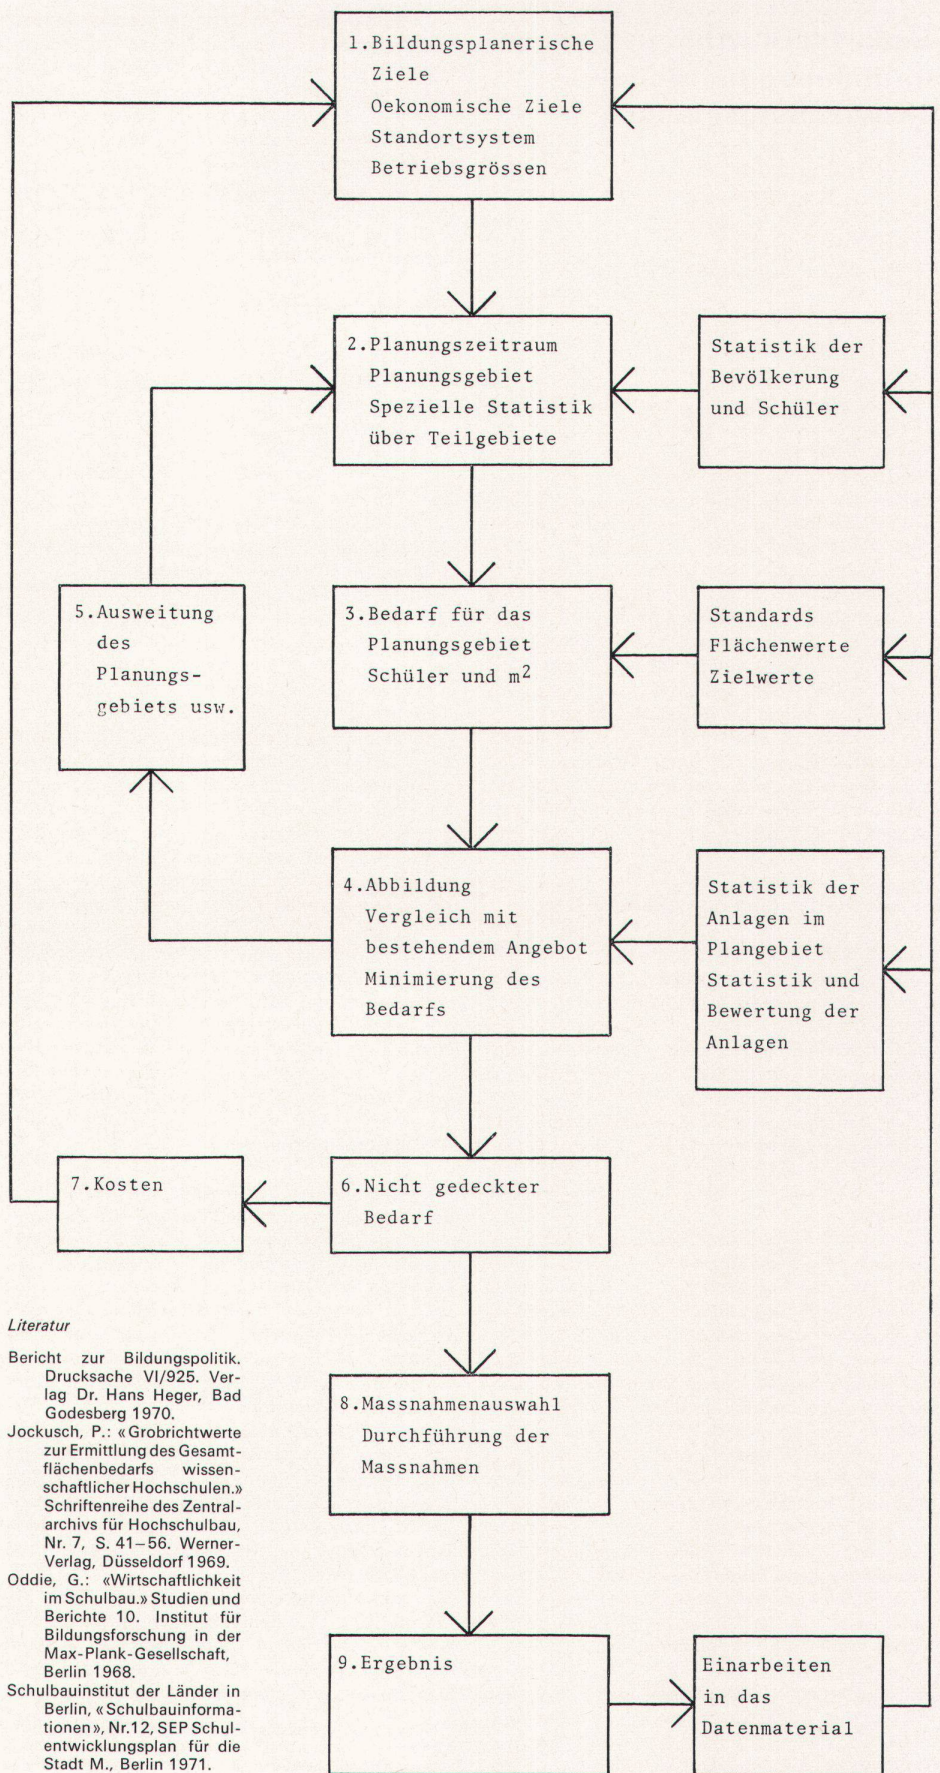 1.Bildungsplanerische
Ziele
Oekonomische Ziele
Standortsystem
Betriebsgrössen
2.Planungszeitraum
Planungsgebiet
Spezielle Statistik
über Teilgebiete
Statistik der
Bevölkerung
und Schüler
5.Ausweitung
des
Planungs-
gebiets usw.
3.Bedarf für das
Planungsgebiet
Schüler und m²
Standards
Flächenwerte
Zielwerte
4.Abbildung
Vergleich mit
bestehendem Angebot
Minimierung des
Bedarfs
Statistik der
Anlagen im
Plangebiet
Statistik und
Bewertung der
Anlagen
7.Kosten
6.Nicht gedeckter
Bedarf
8.Massnahmenauswahl
Durchführung der
Massnahmen
9.Ergebnis
Einarbeiten
in das
Datenmaterial
Literatur
Bericht zur Bildungspolitik.
Drucksache VI/925. Ver-
lag Dr. Hans Heger, Bad
Godesberg 1970.
Jockusch, P.: «Grobrichtwerte
zur Ermittlung des Gesamt-
flächenbedarfs wissen-
schaftlicher Hochschulen.»
Schriftenreihe des Zentral-
archivs für Hochschulbau,
Nr. 7, S. 41–56. Werner-
Verlag, Düsseldorf 1969.
Oddie, G.: «Wirtschaftlichkeit
im Schulbau.» Studien und
Berichte 10. Institut für
Bildungsforschung in der
Max-Plank-Gesellschaft,
Berlin 1968.
Schulbauinstitut der Länder in
Berlin, «Schulbauinforma-
tionen», Nr.12, SEP Schul-
entwicklungsplan für die
Stadt M., Berlin 1971.